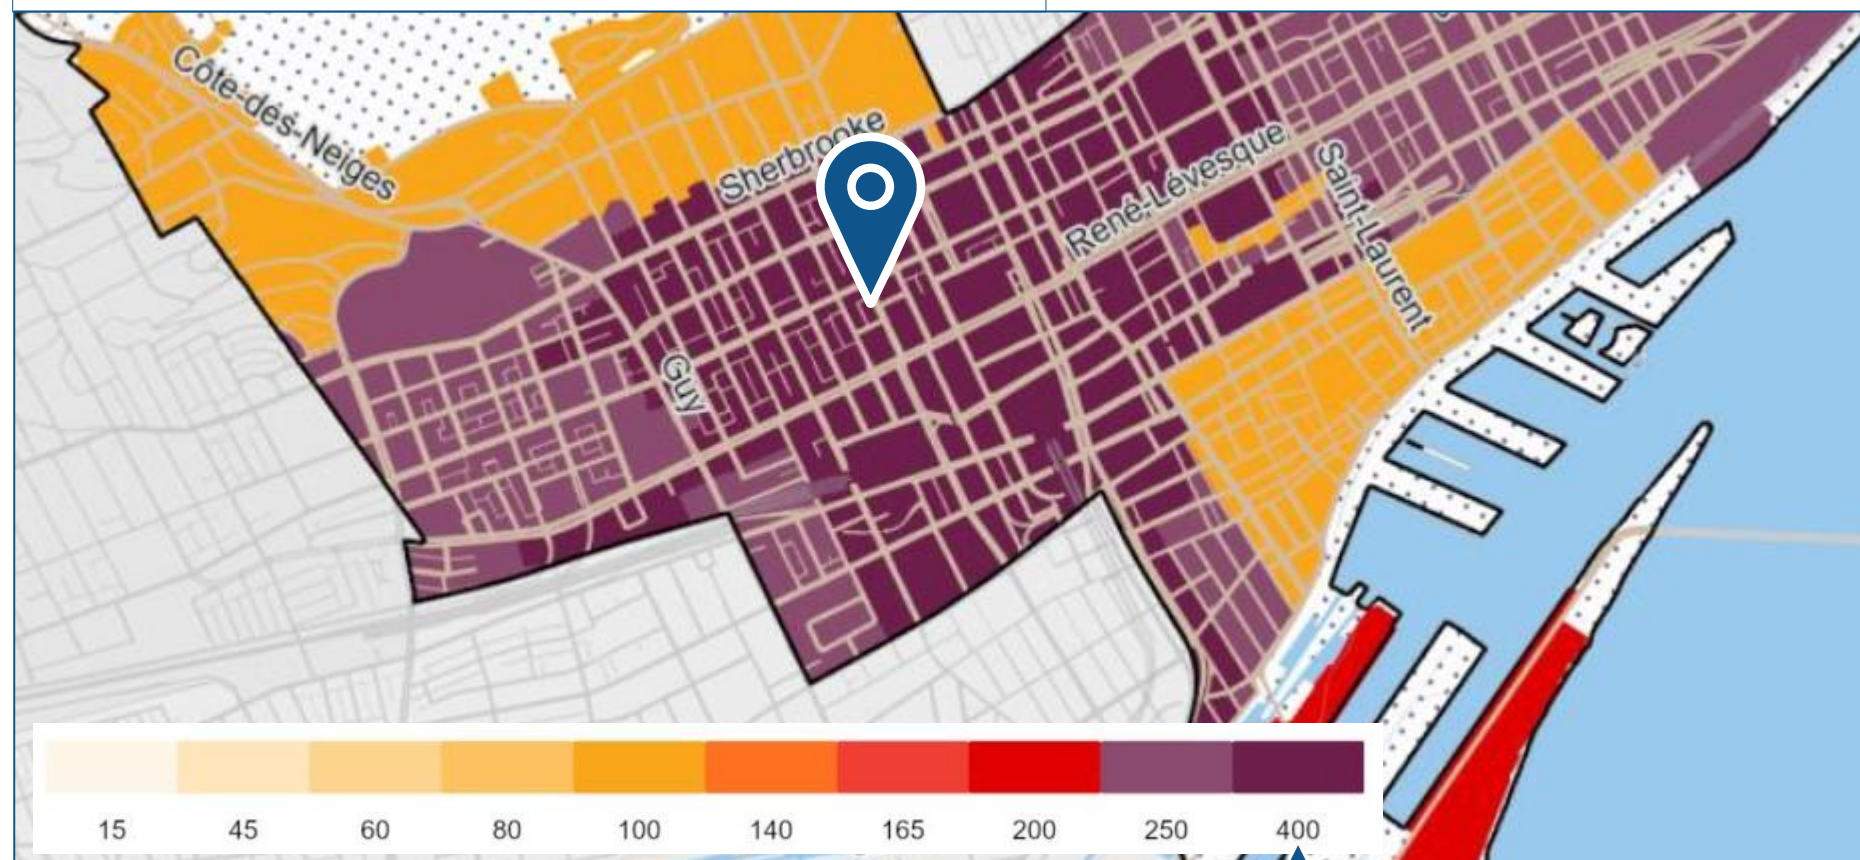 Côte-des-Neiges
Sherbrooke
René-Lévesque
Saint-Laurent
Guy
15 45 60 80 100 140 165 200 250 400